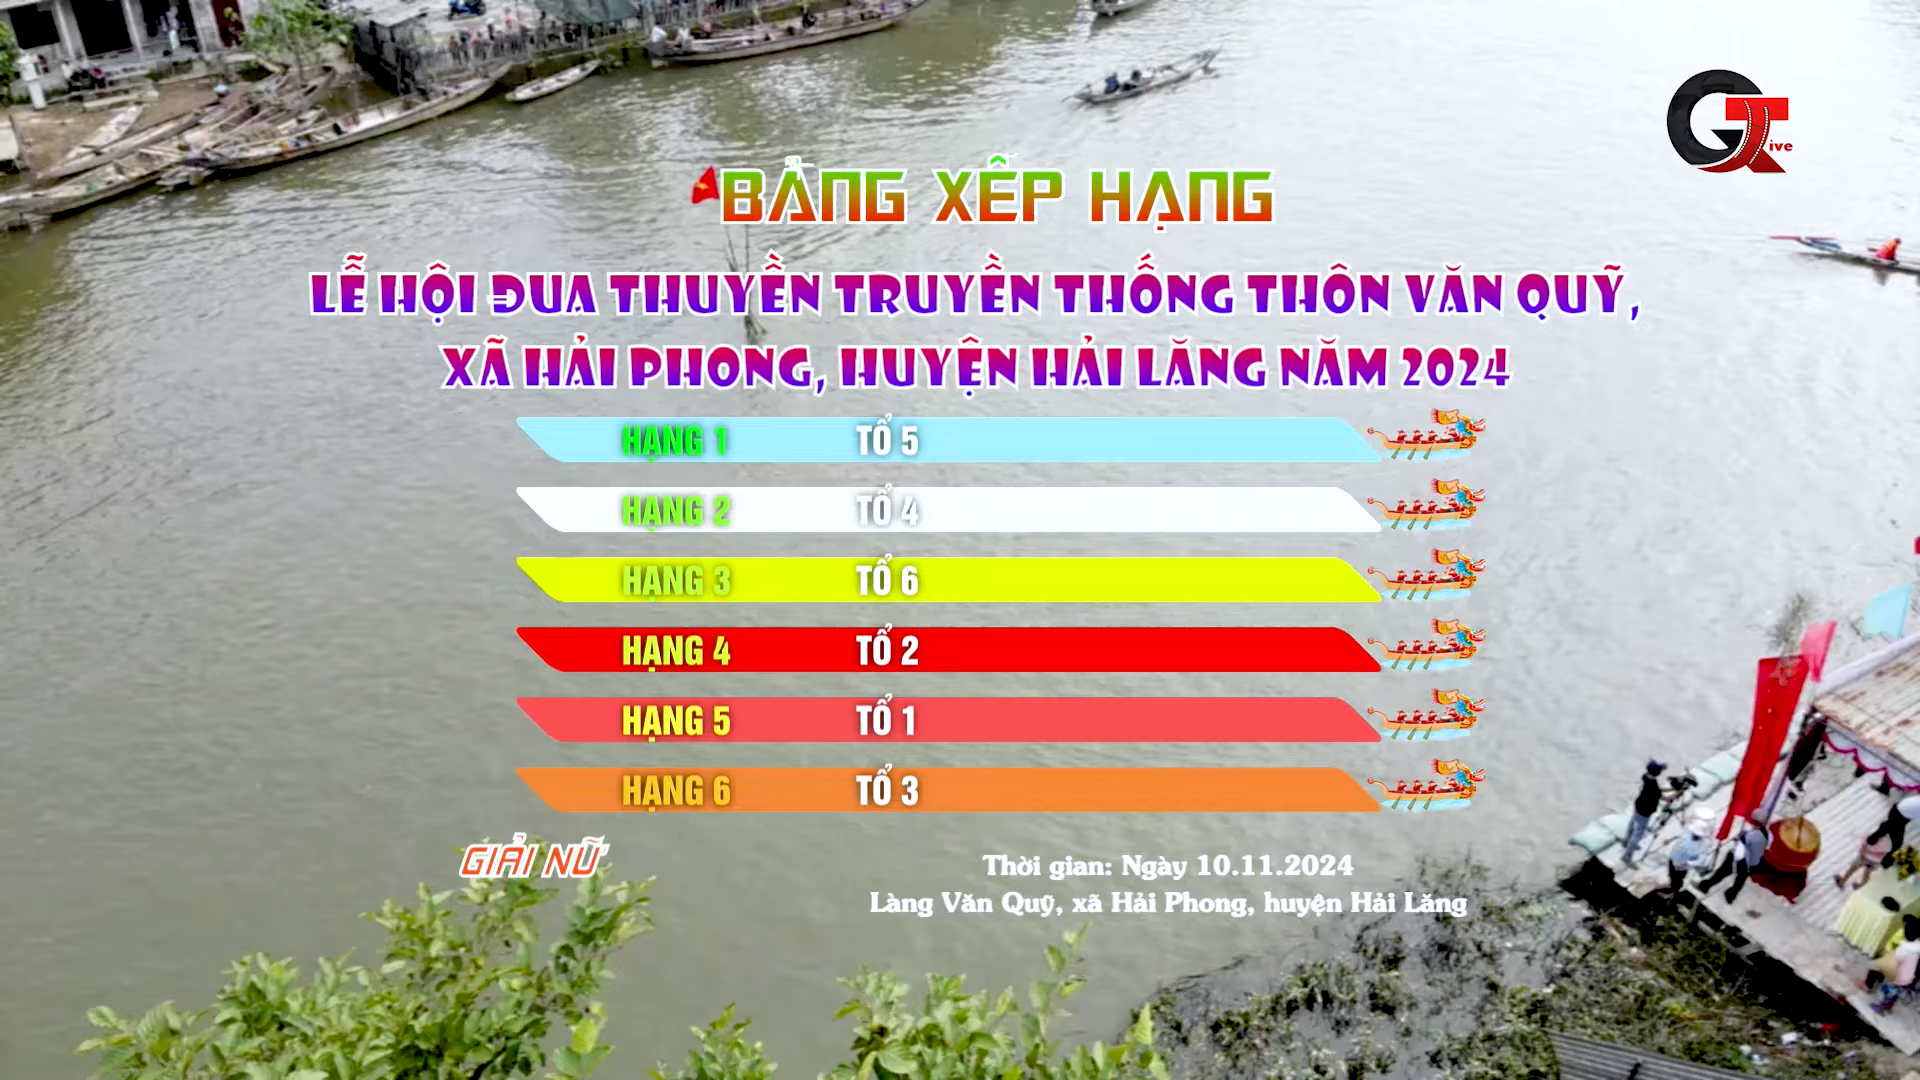 GT ive
BẢNG XẾP HẠNG
LỄ HỘI ĐUA THUYỀN TRUYỀN THỐNG THÔN VĂN QUỸ,
XÃ HẢI PHONG, HUYỆN HẢI LĂNG NĂM 2024
HẠNG 1 TỔ 5
HẠNG 2 TỔ 4
HẠNG 3 TỔ 6
HẠNG 4 TỔ 2
HẠNG 5 TỔ 1
HẠNG 6 TỔ 3
GIẢI NỮ
Thời gian: Ngày 10.11.2024
Làng Văn Quỹ, xã Hải Phong, huyện Hải Lăng